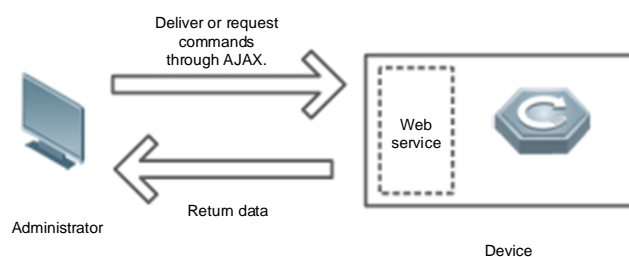 Deliver or request
commands
through AJAX.
Web
service
Return data
Administrator
Device